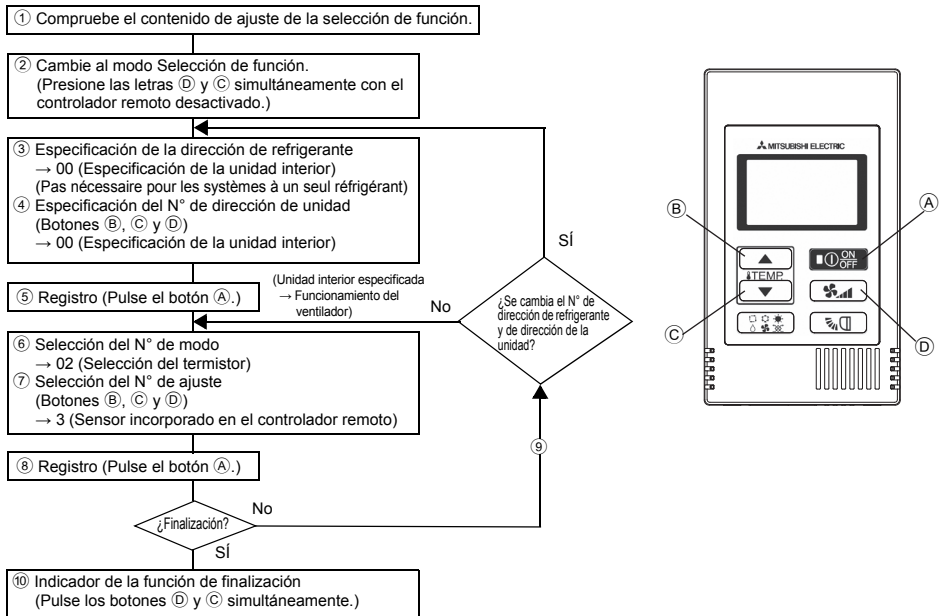 ① Compruebe el contenido de ajuste de la selección de función.
② Cambie al modo Selección de función.
(Presione las letras Ⓓ y Ⓒ simultáneamente con el
controlador remoto desactivado.)
③ Especificación de la dirección de refrigerante
→ 00 (Especificación de la unidad interior)
(Pas nécessaire pour les systèmes à un seul réfrigérant)
④ Especificación del N° de dirección de unidad
(Botones Ⓑ, Ⓒ y Ⓓ)
→ 00 (Especificación de la unidad interior)
⑤ Registro (Pulse el botón Ⓐ.)
(Unidad interior especificada
→ Funcionamiento del
ventilador)
No
SÍ
¿Se cambia el N° de
dirección de refrigerante
y de dirección de la
unidad?
⑥ Selección del N° de modo
→ 02 (Selección del termistor)
⑦ Selección del N° de ajuste
(Botones Ⓑ, Ⓒ y Ⓓ)
→ 3 (Sensor incorporado en el controlador remoto)
⑧ Registro (Pulse el botón Ⓐ.)
⑨
¿Finalización?
No
SÍ
⑩ Indicador de la función de finalización
(Pulse los botones Ⓓ y Ⓒ simultáneamente.)
MITSUBISHI ELECTRIC
Ⓐ
Ⓑ
ON
OFF
TEMP.
Ⓒ
Ⓓ